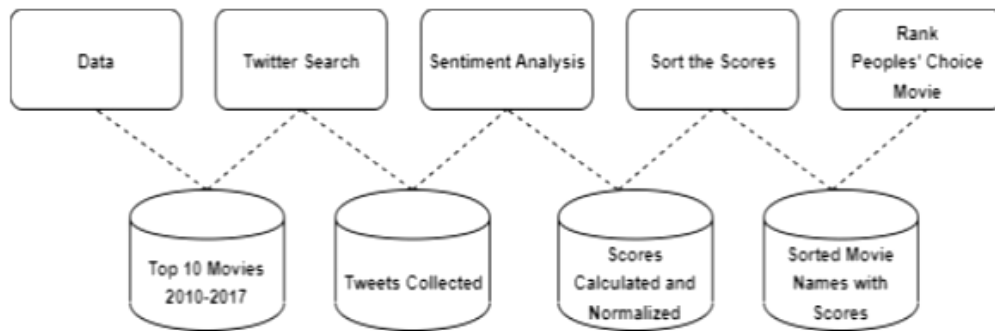 Data
Twitter Search
Sentiment Analysis
Sort the Scores
Rank
Peoples' Choice
Movie
Top 10 Movies
2010-2017
Tweets Collected
Scores
Calculated and
Normalized
Sorted Movie
Names with
Scores